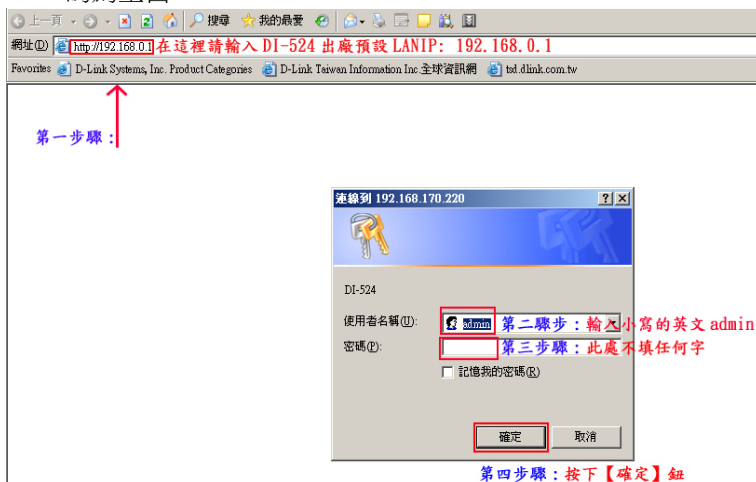 上一頁 搜尋 我的最愛
網址(D) http://192.168.0.1 在這裡請輸入 DI-524 出廠預設 LANIP: 192.168.0.1
Favorites D-Link Systems, Inc. Product Categories D-Link Taiwan Information Inc.全球資訊網 tsd.dlink.com.tw
第一步驟：
連線到 192.168.170.220
DI-524
使用者名稱(U): admin 第二驟步：輸入小寫的英文 admin
密碼(P): 第三步驟：此處不填任何字
記憶我的密碼(R)
確定 取消
第四步驟：按下【確定】鈕